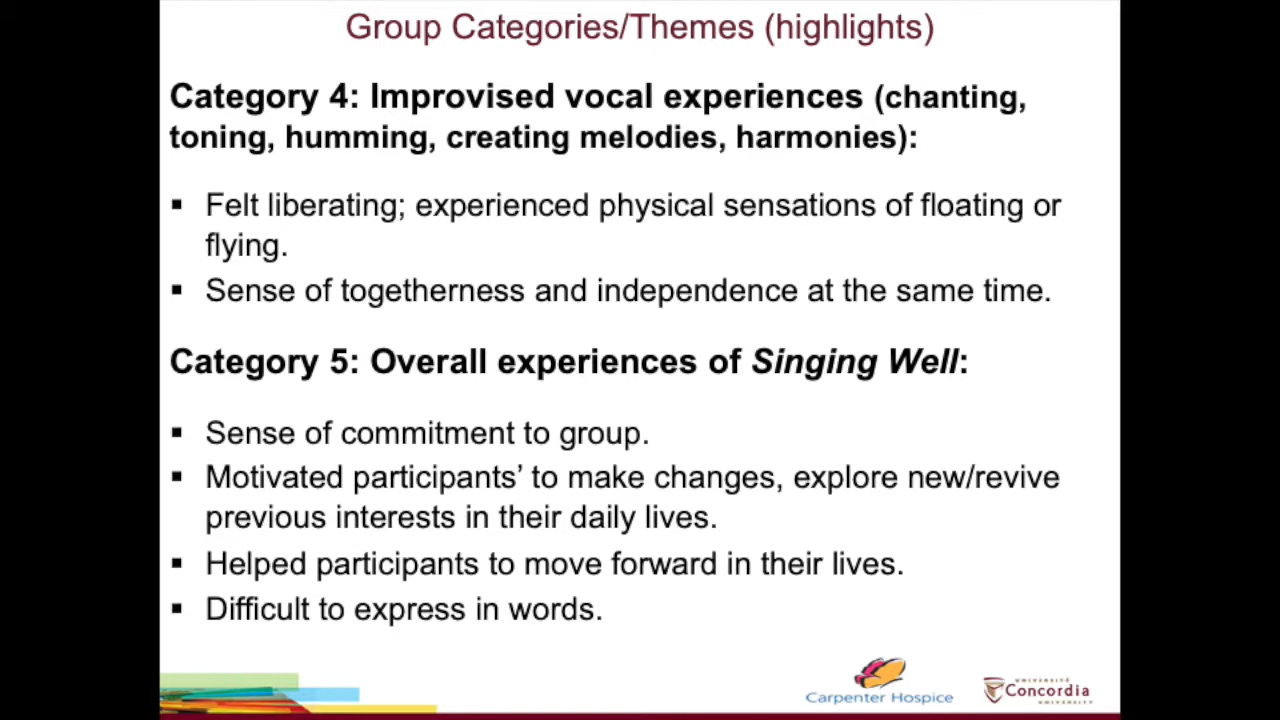 Group Categories/Themes (highlights)
Category 4: Improvised vocal experiences (chanting,
toning, humming, creating melodies, harmonies):
▪ Felt liberating; experienced physical sensations of floating or
flying.
▪ Sense of togetherness and independence at the same time.
Category 5: Overall experiences of Singing Well:
▪ Sense of commitment to group.
▪ Motivated participants’ to make changes, explore new/revive
previous interests in their daily lives.
▪ Helped participants to move forward in their lives.
▪ Difficult to express in words.
Carpenter Hospice
UNIVERSITÉ
Concordia
UNIVERSITY